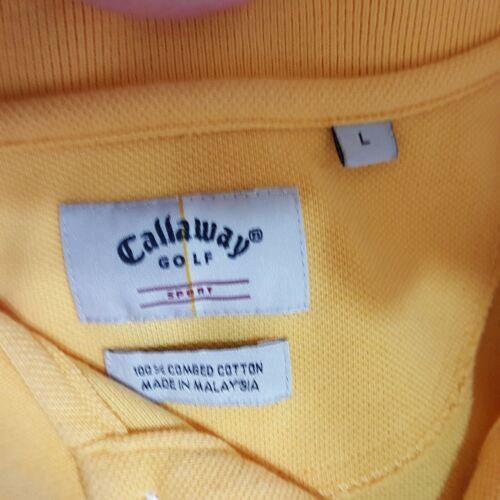 L
Callaway®
GOLF
SPORT
100% COMBED COTTON
MADE IN MALAYSIA